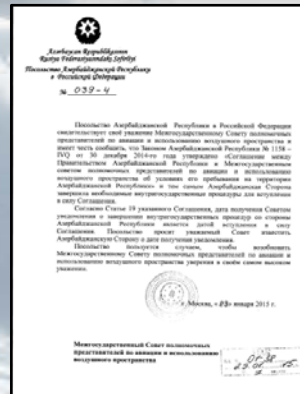 Azərbaycan Respublikasının
Rusiya Federasiyasındakı Səfirliyi
Посольство Азербайджанской Республики
в Российской Федерации
№ 039-4
Посольство Азербайджанской Республики в Российской Федерации
свидетельствует своё уважение Межгосударственному Совету полномочных
представителей по авиации и использованию воздушного пространства и
имеет честь сообщить, что Законом Азербайджанской Республики № 1158 –
IVQ от 30 декабря 2014-го года утверждено «Соглашение между
Правительством Азербайджанской Республики и Межгосударственным
советом полномочных представителей по авиации и использованию
воздушного пространства об условиях его пребывания на территории
Азербайджанской Республики» и тем самым Азербайджанская Сторона
завершила необходимые внутригосударственные процедуры для вступления
в силу Соглашения.
Согласно Статье 19 указанного Соглашения, дата получения Советом
уведомления о завершении внутригосударственных процедур со стороны
Азербайджанской Республики является датой вступления в силу
Соглашения. Посольство просит уважаемый Совет известить
Азербайджанскую Сторону о дате получения уведомления.
Посольство пользуется случаем, чтобы возобновить
Межгосударственному Совету полномочных представителей по авиации и
использованию воздушного пространства уверения в своём самом высоком
уважении.
г. Москва, января 2015 г.
Межгосударственный Совет полномочных
представителей по авиации и использованию
воздушного пространства